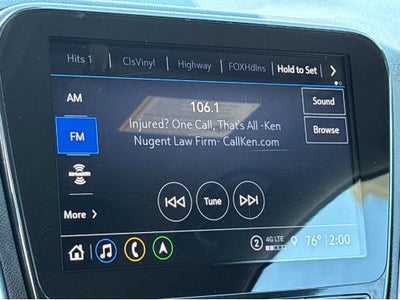 Hits 1 ClsVinyl Highway FOXHdlns Hold to Set
AM
106.1
Sound
Injured? One Call, That's All -Ken
Nugent Law Firm- CallKen.com
Browse
FM
SiriusXM
More
Tune
2 4G LTE 76° 2:00